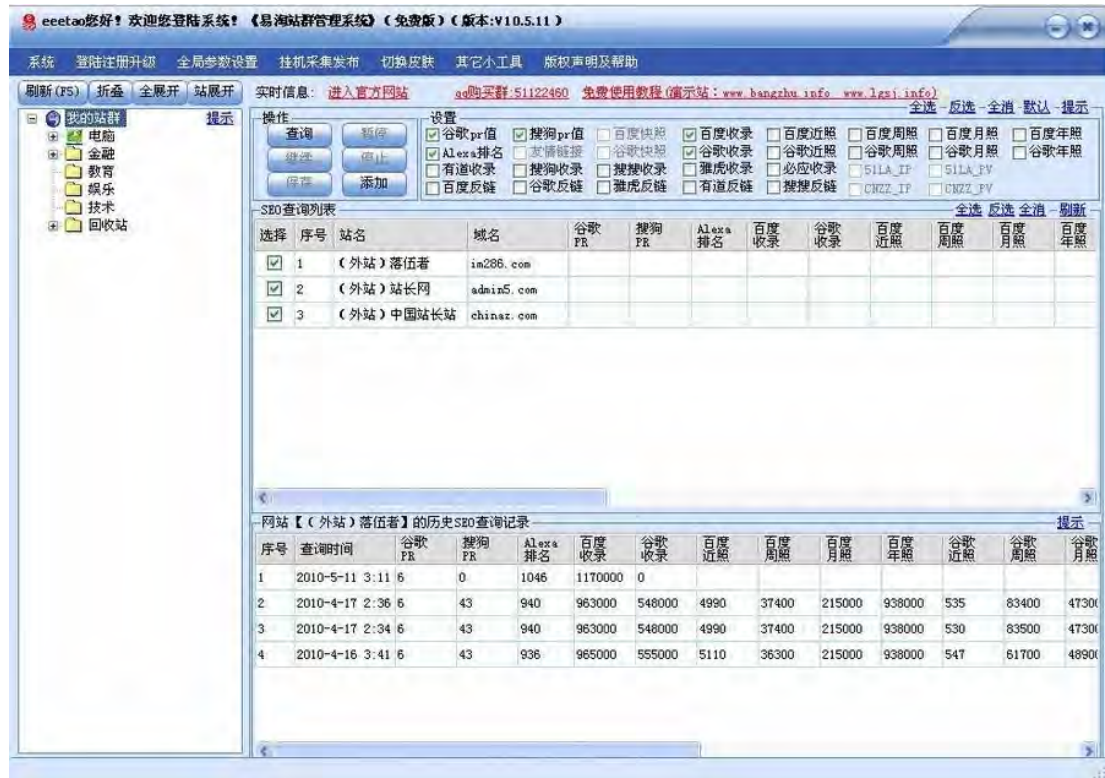 eeetao您好！欢迎您登陆系统！《易淘站群管理系统》（免费版）（版本:V10.5.11）
系统 登陆注册升级 全局参数设置 挂机采集发布 切换皮肤 其它小工具 版权声明及帮助
刷新(F5) 折叠 全展开 站展开 实时信息: 进入官方网站 qq购买群:51122460 免费使用教程(演示站：www.bangzhu.info www.lgsj.info)
我的站群 提示
电脑
金融
教育
娱乐
技术
回收站
操作
查询 暂停
继续 停止
保存 添加
设置 全选 反选 全消 默认 提示
谷歌pr值 搜狗pr值 百度快照 百度收录 百度近照 百度周照 百度月照 百度年照
Alexa排名 友情链接 谷歌快照 谷歌收录 谷歌近照 谷歌周照 谷歌月照 谷歌年照
有道收录 搜狗收录 搜搜收录 雅虎收录 必应收录 51LA_IP 51LA_PV
百度反链 谷歌反链 雅虎反链 有道反链 搜搜反链 CNZZ_IP CNZZ_PV
SEO查询列表 全选 反选 全消 刷新
选择 序号 站名 域名 谷歌PR 搜狗PR Alexa排名 百度收录 谷歌收录 百度近照 百度周照 百度月照 百度年照
1 （外站）落伍者 im286.com
2 （外站）站长网 admin5.com
3 （外站）中国站长站 chinaz.com
网站【（外站）落伍者】的历史SEO查询记录 提示
序号 查询时间 谷歌PR 搜狗PR Alexa排名 百度收录 谷歌收录 百度近照 百度周照 百度月照 百度年照 谷歌近照 谷歌周照 谷歌月照
1 2010-5-11 3:11 6 0 1046 1170000 0
2 2010-4-17 2:36 6 43 940 963000 548000 4990 37400 215000 938000 535 83400 47300
3 2010-4-17 2:34 6 43 940 963000 548000 4990 37400 215000 938000 530 83500 47300
4 2010-4-16 3:41 6 43 936 965000 555000 5110 36300 215000 938000 547 61700 48900